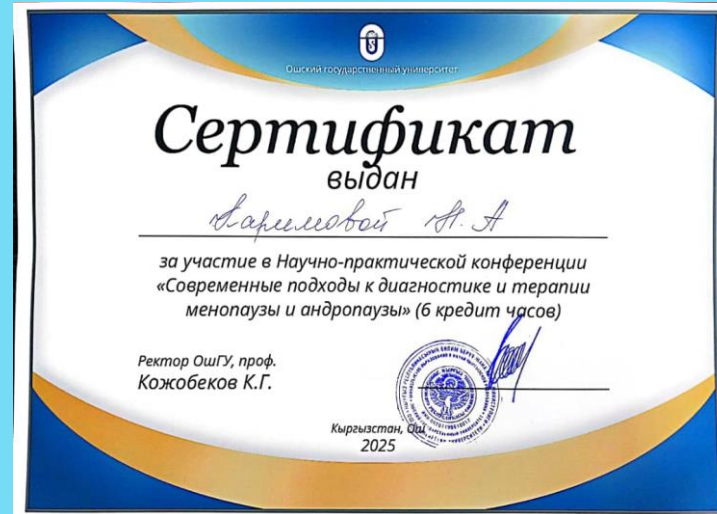 Ошский государственный университет
Сертификат
выдан
Каримовой Н. А
за участие в Научно-практической конференции
«Современные подходы к диагностике и терапии
менопаузы и андропаузы» (6 кредит часов)
Ректор ОшГУ, проф.
Кожобеков К.Г.
Кыргызстан, Ош
2025